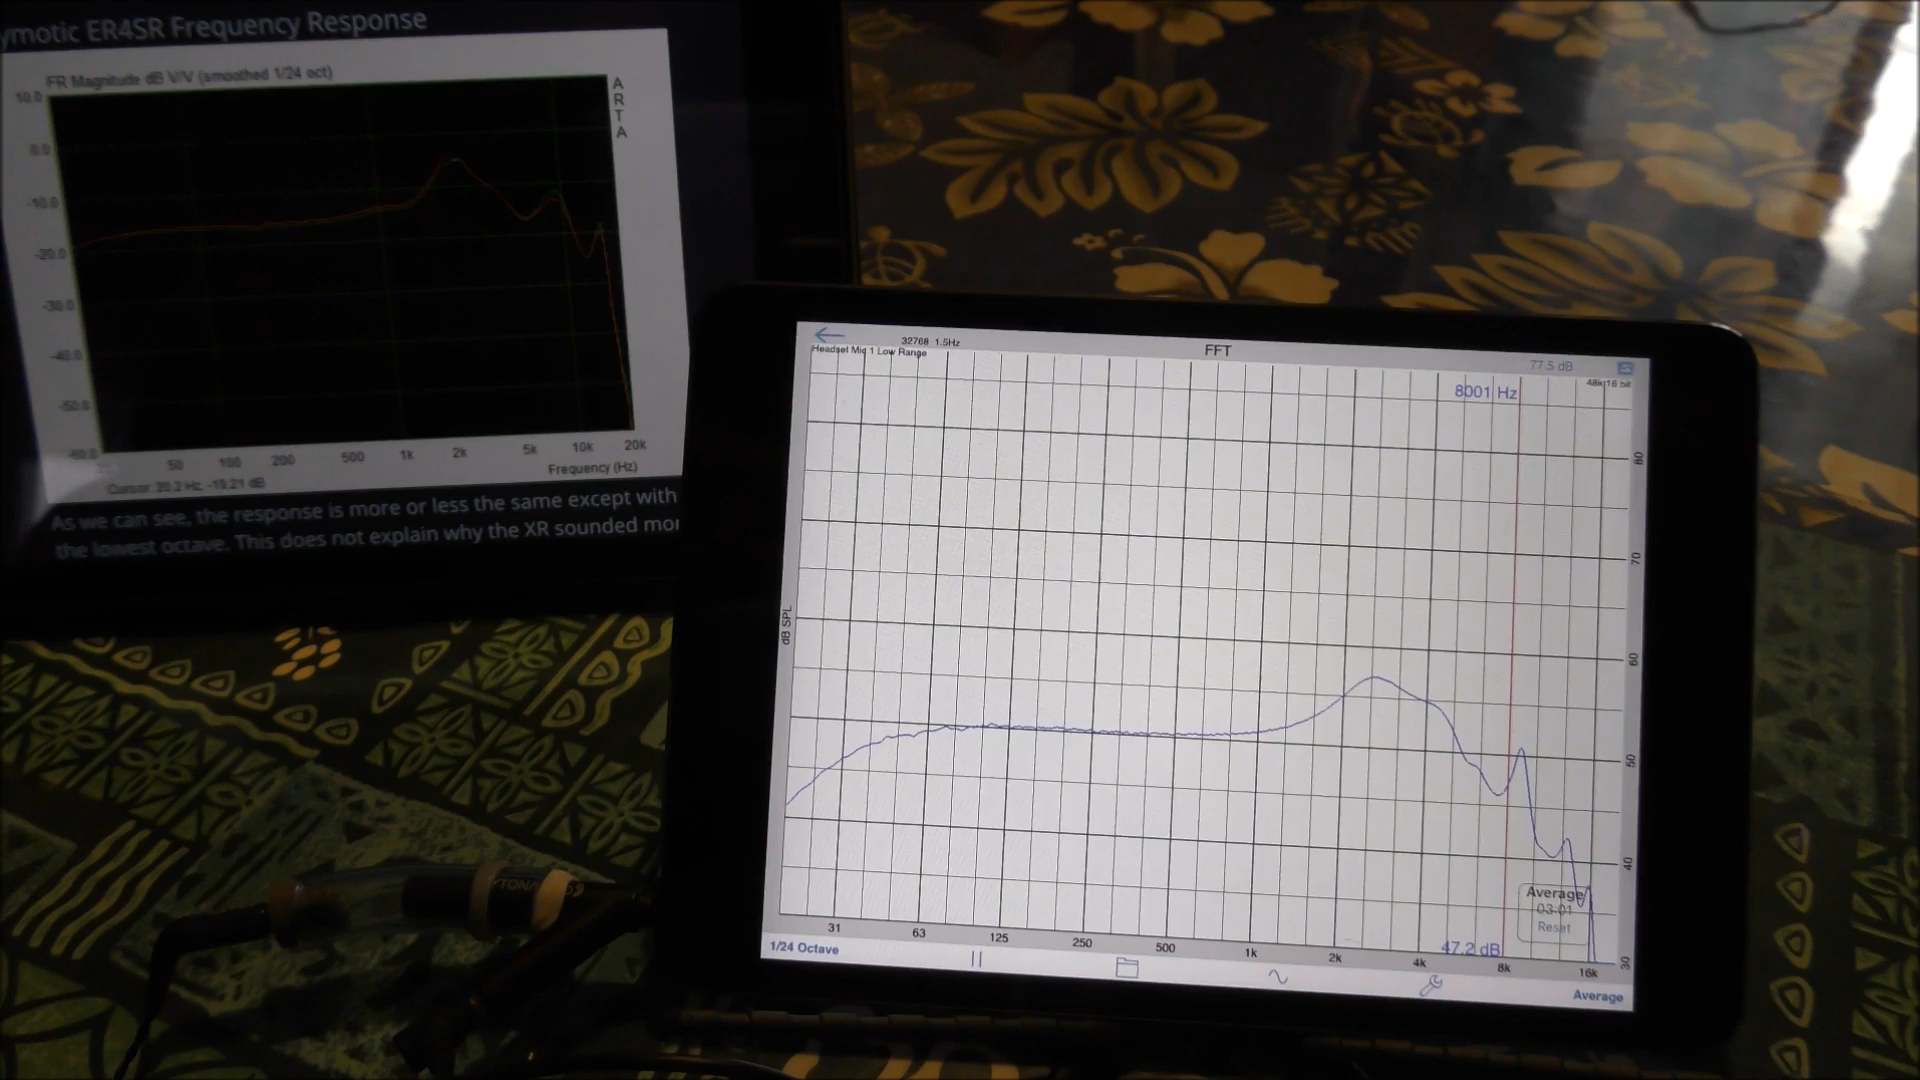 ymotic ER4SR Frequency Response
FR Magnitude dB V/V (smoothed 1/24 oct)
A
R
T
A
10.0
0.0
-10.0
-20.0
-30.0
-50.0
50 100 200 500 1k 2k 5k 10k 20k
Frequency (Hz)
Cursor: 20.2 Hz, -19.21 dB
As we can see, the response is more or less the same except with
the lowest octave. This does not explain why the XR sounded mor
32768 1.5Hz
FFT
77.5 dB
Headset Mic 1 Low Range
48k|16 bit
8001 Hz
80
70
60
50
40
30
dB SPL
Average
03:01
Reset
47.2 dB
31 63 125 250 500 1k 2k 4k 8k 16k
1/24 Octave
Average